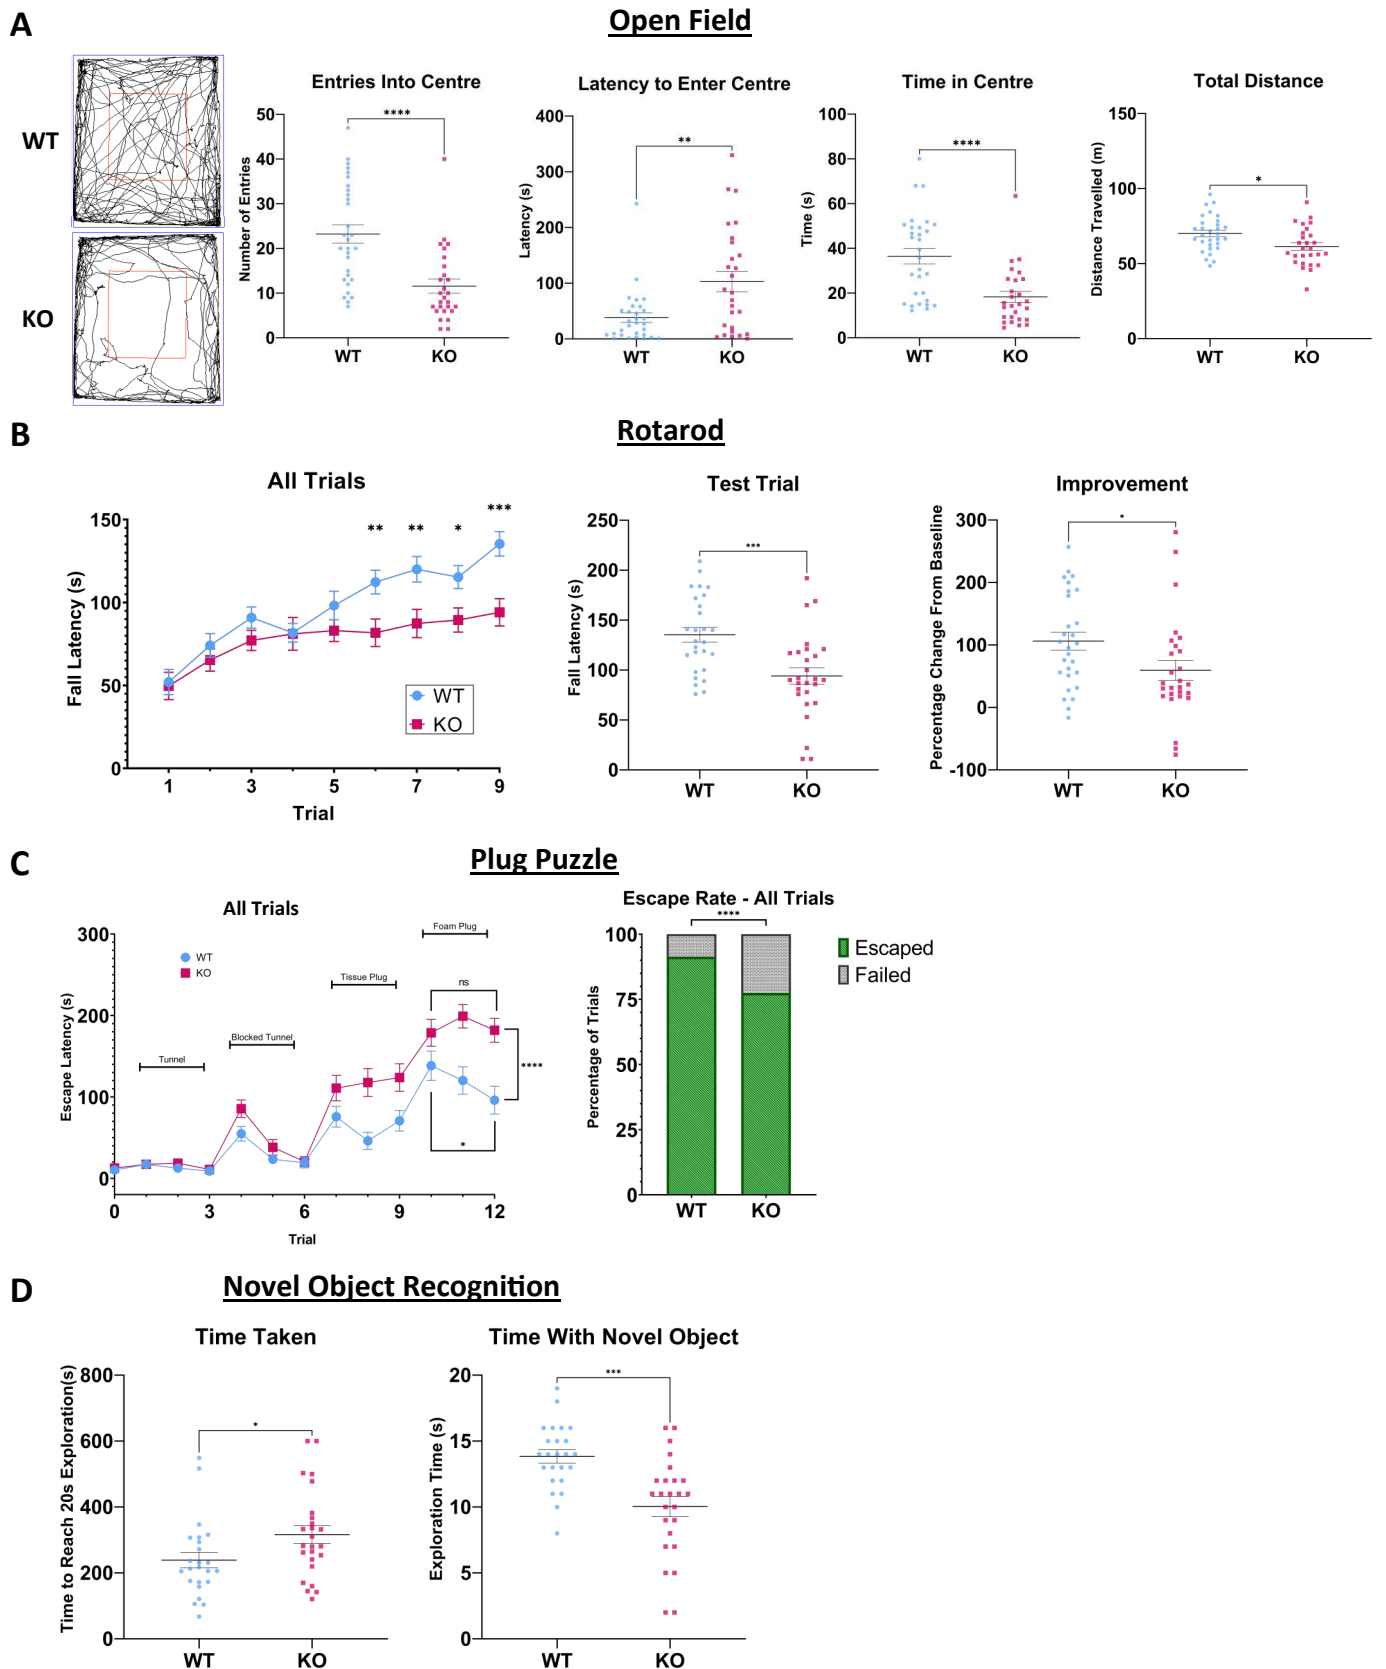 A
Open Field
WT
KO
Entries Into Centre
****
Number of Entries
50
40
30
20
10
0
WT
KO
Latency to Enter Centre
**
Latency (s)
400
300
200
100
0
WT
KO
Time in Centre
****
Time (s)
100
80
60
40
20
0
WT
KO
Total Distance
*
Distance Travelled (m)
150
100
50
0
WT
KO
B
Rotarod
All Trials
** ** * ***
Fall Latency (s)
150
100
50
0
WT
KO
1 3 5 7 9
Trial
Test Trial
***
Fall Latency (s)
250
200
150
100
50
0
WT
KO
Improvement
*
Percentage Change From Baseline
300
200
100
0
-100
WT
KO
C
Plug Puzzle
All Trials
Escape Latency (s)
300
200
100
0
WT
KO
Tunnel
Blocked Tunnel
Tissue Plug
Foam Plug
ns
****
*
0 3 6 9 12
Trial
Escape Rate - All Trials
****
Percentage of Trials
100
75
50
25
0
WT
KO
Escaped
Failed
D
Novel Object Recognition
Time Taken
*
Time to Reach 20s Exploration(s)
800
600
400
200
0
WT
KO
Time With Novel Object
***
Exploration Time (s)
20
15
10
5
0
WT
KO